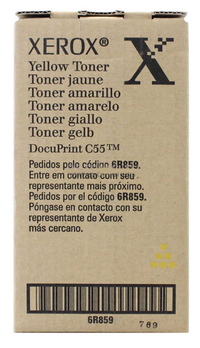 XEROX®
Yellow Toner
Toner jaune
Toner amarillo
Toner amarelo
Toner giallo
Toner gelb
DocuPrint C55™
Pedidos pelo código 6R859.
Entre em contato com seu
representante mais próximo.
Pedidos por el código 6R859.
Póngase en contacto con su
representante de Xerox
más cercano.
6R859
769